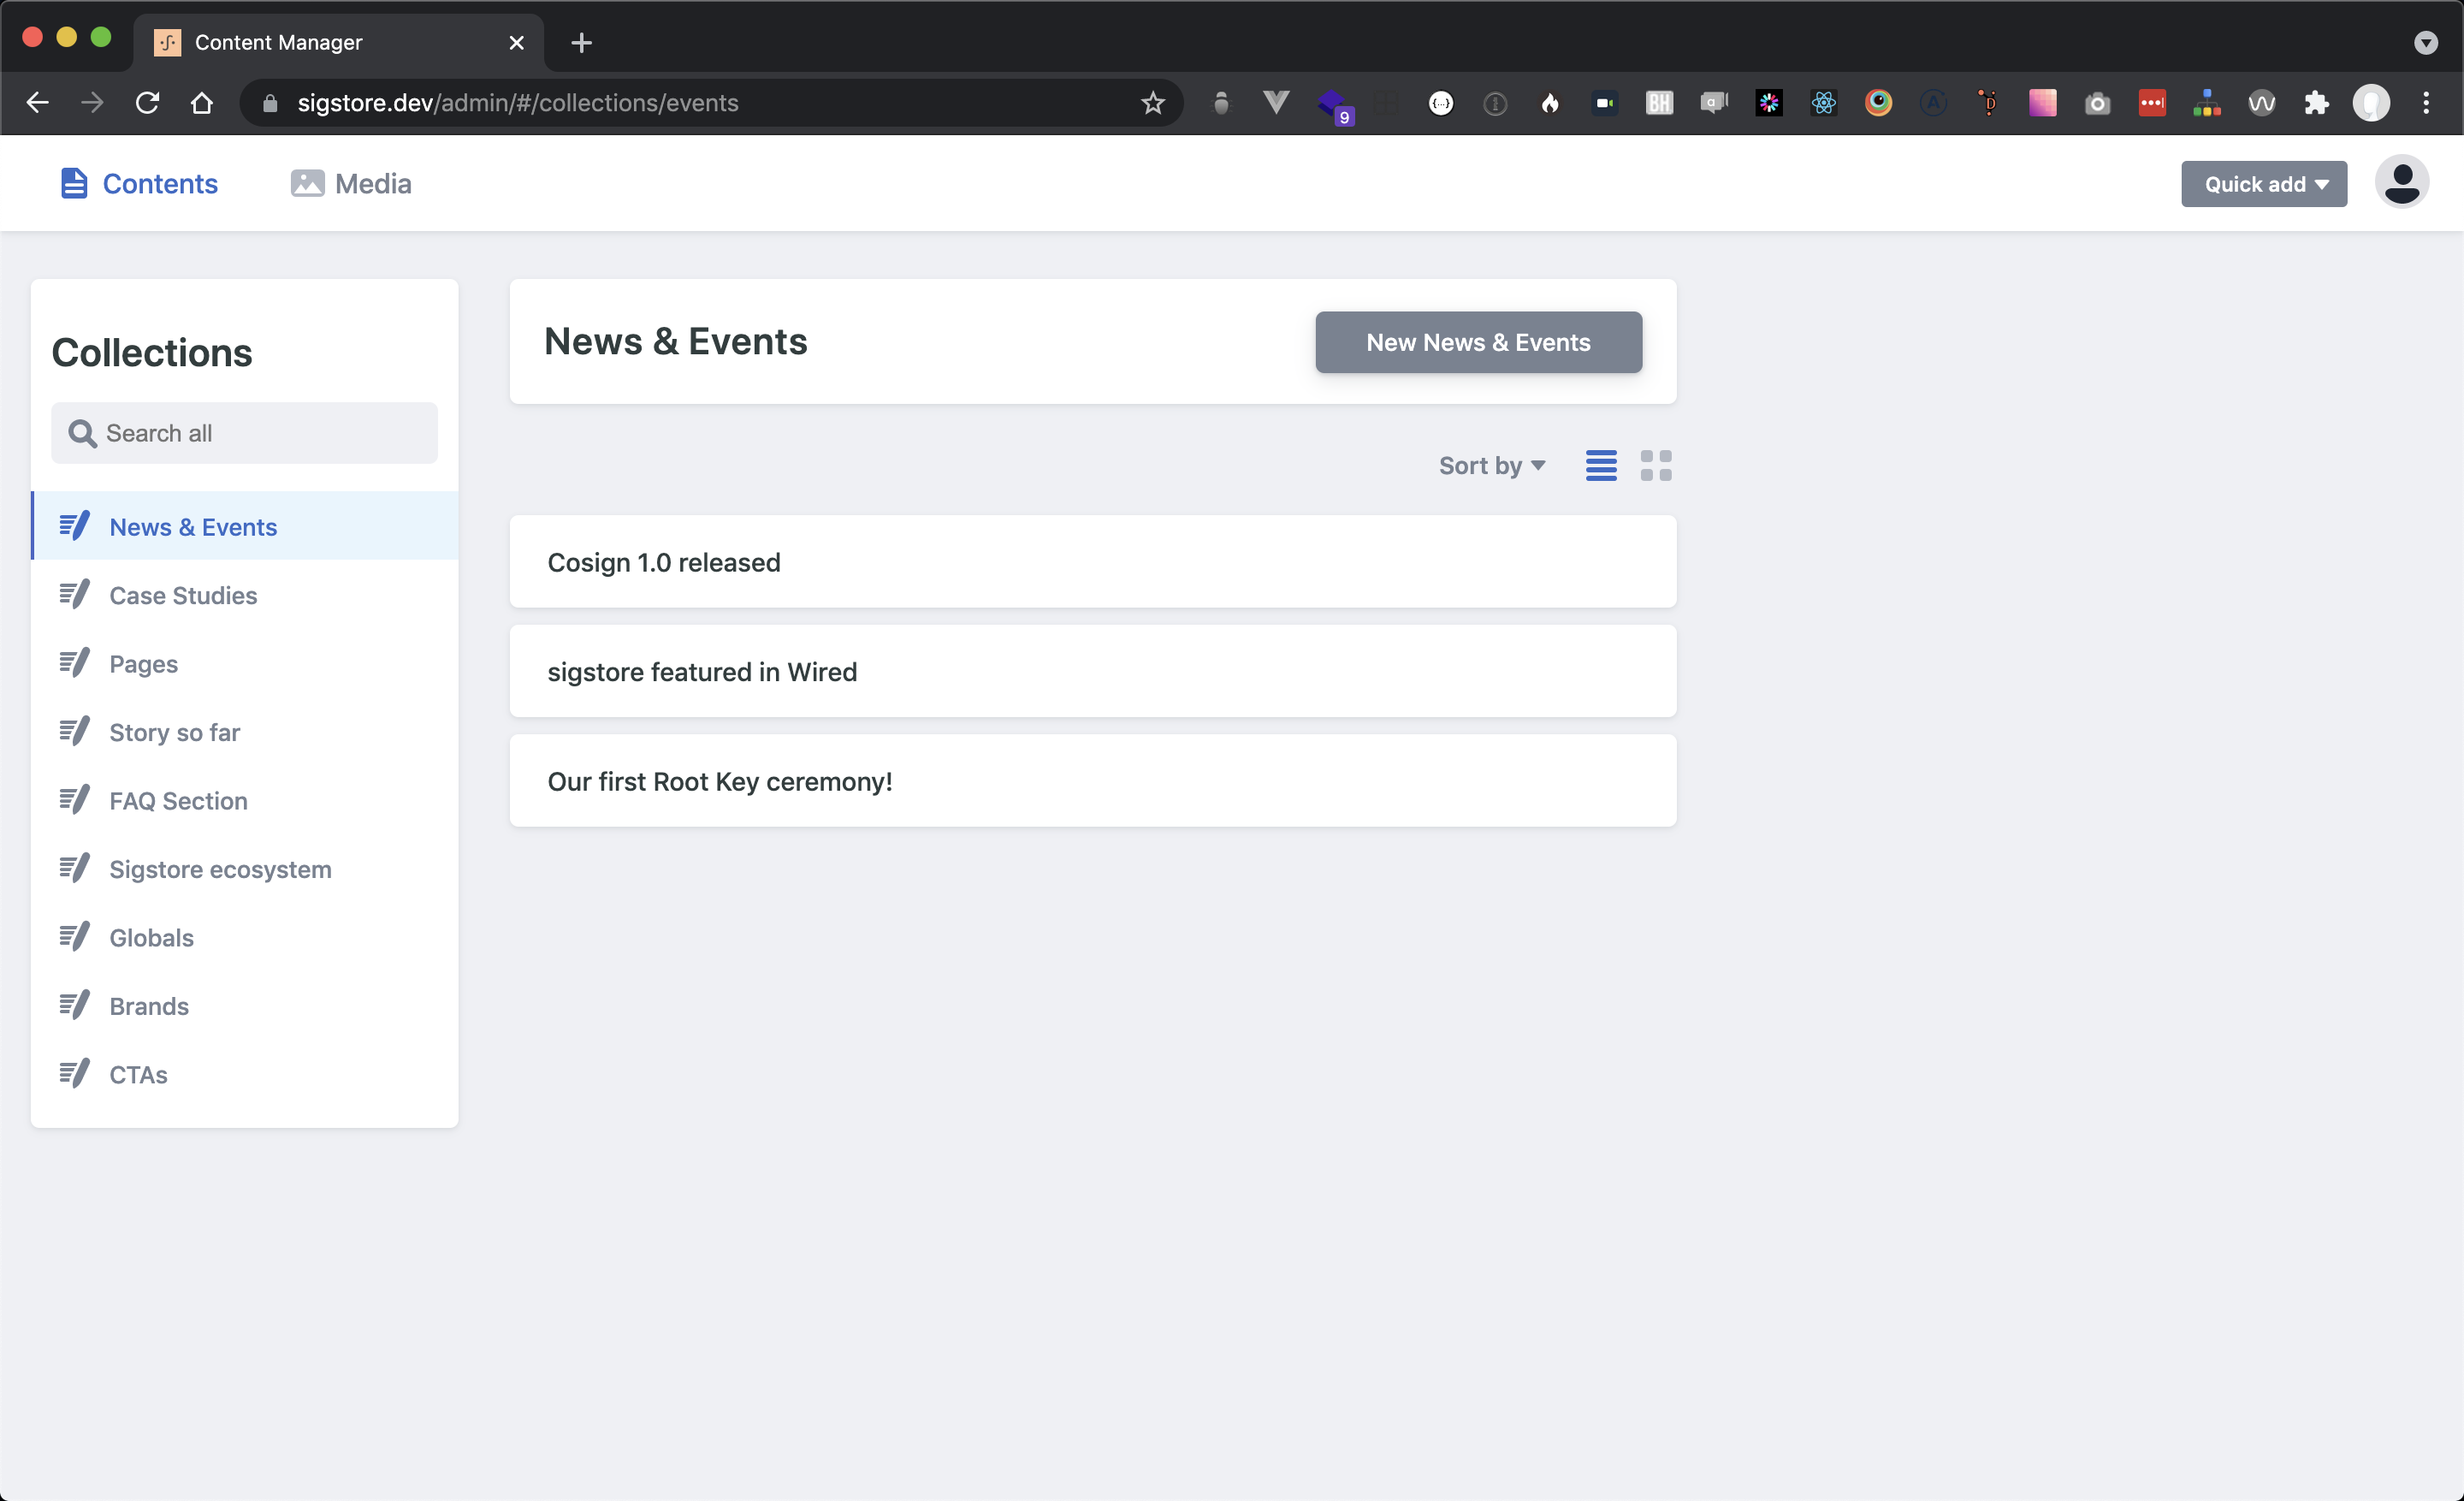 Content Manager
sigstore.dev/admin/#/collections/events
9
BH
Contents
Media
Quick add
Collections
Search all
News & Events
Case Studies
Pages
Story so far
FAQ Section
Sigstore ecosystem
Globals
Brands
CTAs
News & Events
New News & Events
Sort by
Cosign 1.0 released
sigstore featured in Wired
Our first Root Key ceremony!